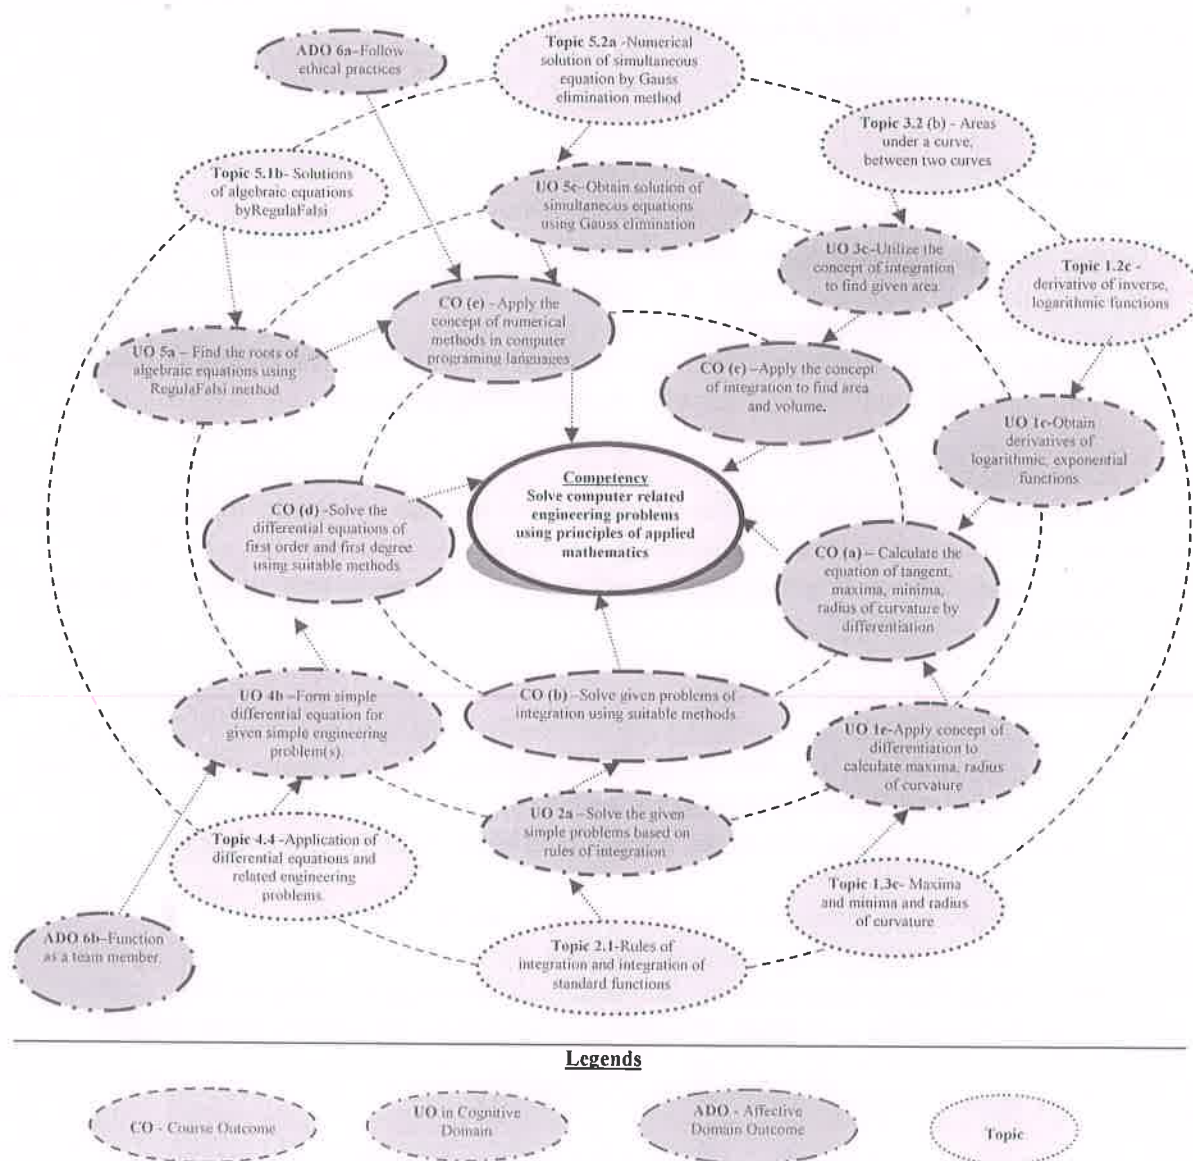 ADO 6a–Follow
ethical practices
Topic 5.2a -Numerical
solution of simultaneous
equation by Gauss
elimination method
Topic 3.2 (b) - Areas
under a curve,
between two curves
Topic 5.1b- Solutions
of algebraic equations
byRegulaFalsi
UO 5c–Obtain solution of
simultaneous equations
using Gauss elimination
UO 3c–Utilize the
concept of integration
to find given area.
Topic 1.2c -
derivative of inverse,
logarithmic functions
CO (e) - Apply the
concept of numerical
methods in computer
programing languages
UO 5a – Find the roots of
algebraic equations using
RegulaFalsi method
CO (c) –Apply the concept
of integration to find area
and volume.
UO 1c-Obtain
derivatives of
logarithmic, exponential
functions
Competency
Solve computer related
engineering problems
using principles of applied
mathematics
CO (d) -Solve the
differential equations of
first order and first degree
using suitable methods
CO (a) – Calculate the
equation of tangent,
maxima, minima,
radius of curvature by
differentiation
UO 4b –Form simple
differential equation for
given simple engineering
problem(s).
CO (b) –Solve given problems of
integration using suitable methods
UO 1e-Apply concept of
differentiation to
calculate maxima, radius
of curvature
UO 2a –Solve the given
simple problems based on
rules of integration
Topic 4.4 -Application of
differential equations and
related engineering
problems.
Topic 1.3c- Maxima
and minima and radius
of curvature
ADO 6b–Function
as a team member.
Topic 2.1-Rules of
integration and integration of
standard functions
Legends
CO - Course Outcome
UO in Cognitive
Domain
ADO - Affective
Domain Outcome
Topic